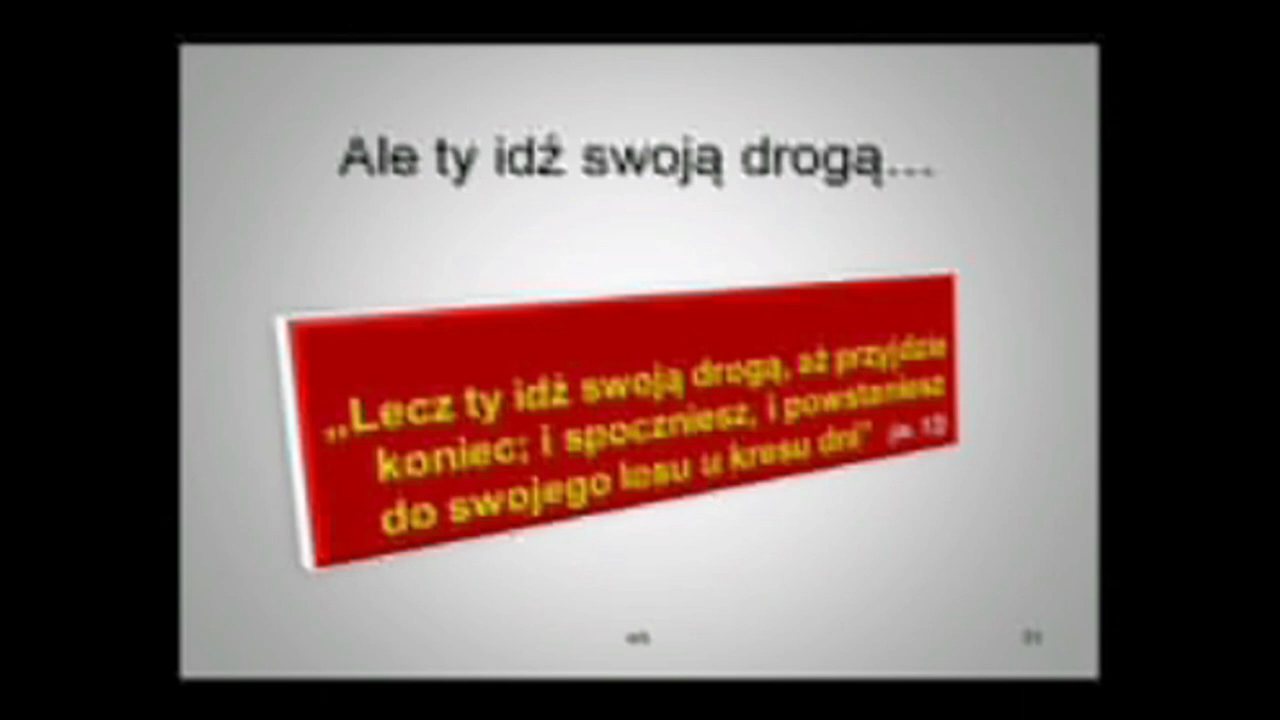 Ale ty idź swoją drogą...
„Lecz ty idź swoją drogą, aż przyjdzie
koniec; i spoczniesz, i powstaniesz
do swojego losu u kresu dni”